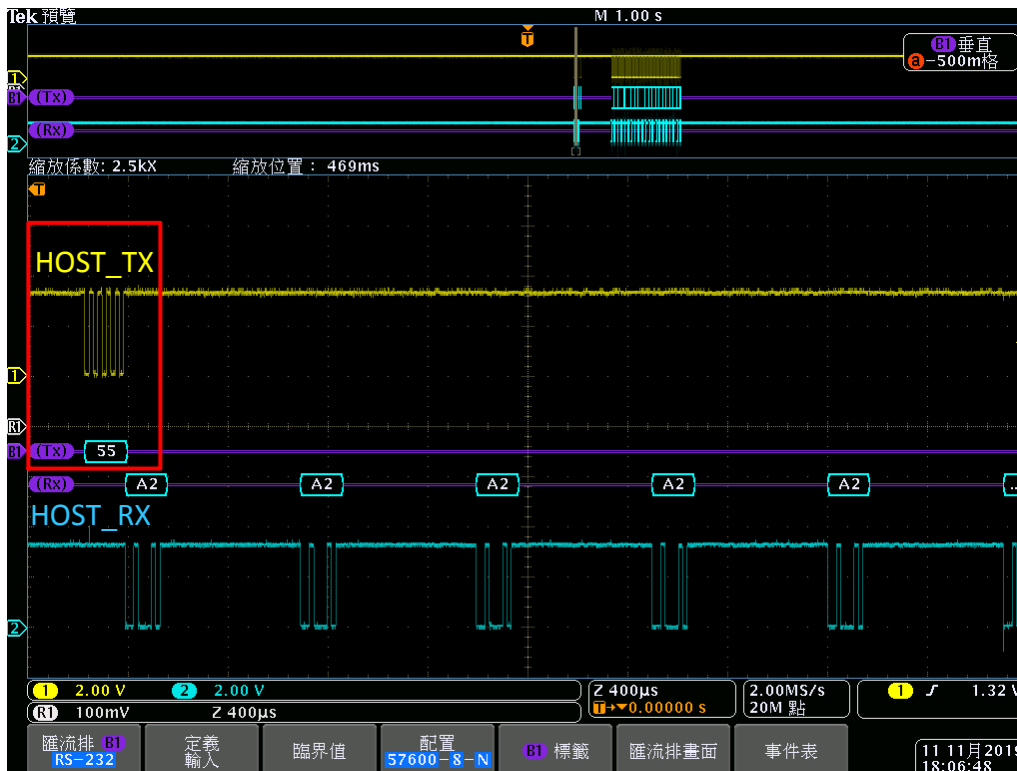 Tek 預覽
M 1.00 s
T
B1 垂直
a -500m格
1
B1 (Tx)
(Rx)
2
縮放係數: 2.5kX
縮放位置： 469ms
T
HOST_TX
1
R1
B1 (Tx) 55
(Rx) A2 A2 A2 A2 A2
HOST_RX
2
1 2.00 V 2 2.00 V
R1 100mV Z 400μs
Z 400μs
T→▼0.00000 s
2.00MS/s
20M 點
1 1.32 V
匯流排 B1
RS-232
定義
輸入
臨界值
配置
57600-8-N
B1 標籤
匯流排畫面
事件表
11 11月 201
18:06:48